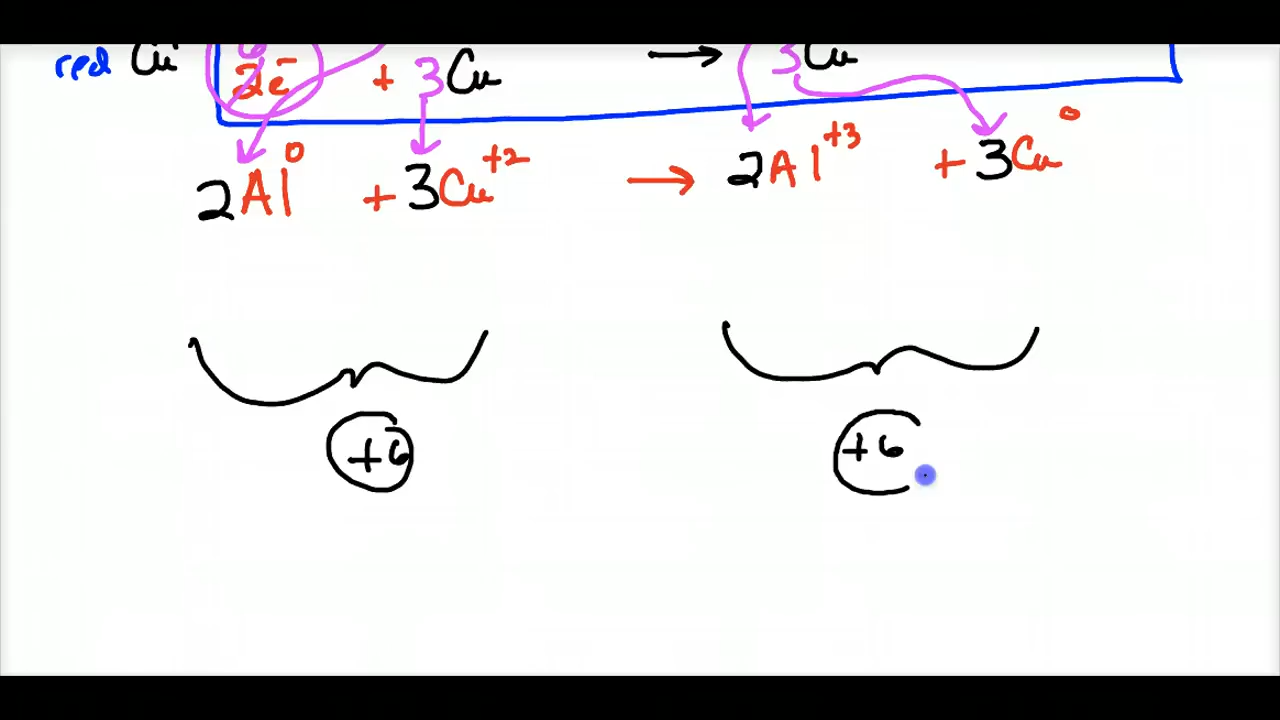 red Cu 2e⁻ + 3Cu → 3Cu
2Al⁰ + 3Cu⁺² → 2Al⁺³ + 3Cu⁰
+6 +6